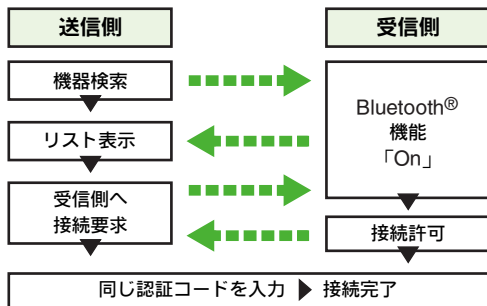 送信側
受信側
機器検索
リスト表示
受信側へ
接続要求
Bluetooth®
機能
「On」
接続許可
同じ認証コードを入力 ▶ 接続完了